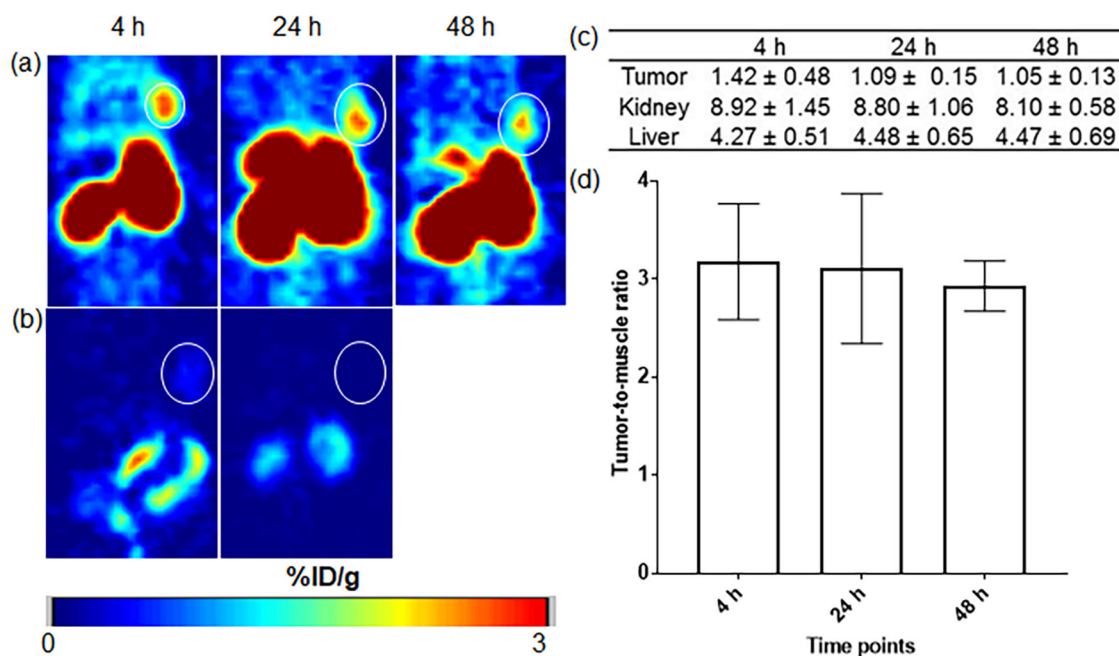 4 h 24 h 48 h
(a)
(b)
%ID/g
0 3
(c)
4 h 24 h 48 h
Tumor 1.42 ± 0.48 1.09 ± 0.15 1.05 ± 0.13
Kidney 8.92 ± 1.45 8.80 ± 1.06 8.10 ± 0.58
Liver 4.27 ± 0.51 4.48 ± 0.65 4.47 ± 0.69
(d)
Tumor-to-muscle ratio
4
3
2
1
0
4 h 24 h 48 h
Time points